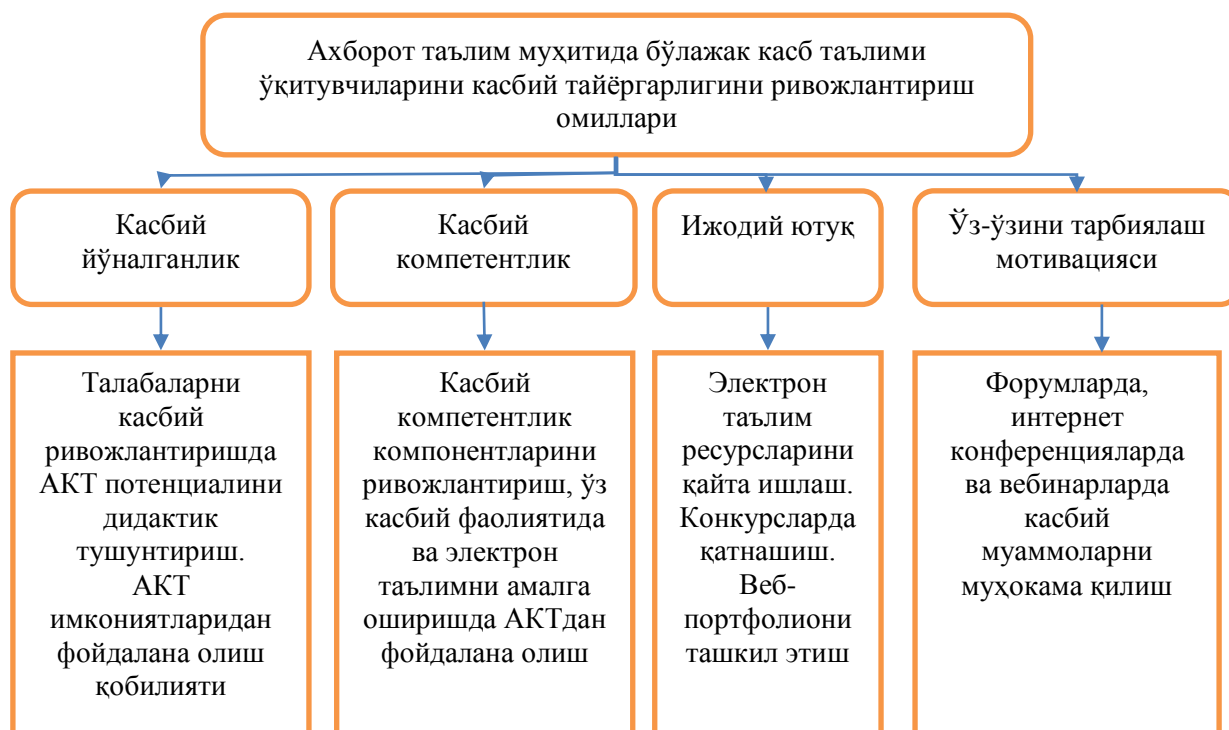 Ахборот таълим муҳитида бўлажак касб таълими
ўқитувчиларини касбий тайёргарлигини ривожлантириш
омиллари
Касбий
йўналганлик
Касбий
компетентлик
Ижодий ютуқ
Ўз-ўзини тарбиялаш
мотивацияси
Талабаларни
касбий
ривожлантиришда
АКТ потенциалини
дидактик
тушунтириш.
АКТ
имкониятларидан
фойдалана олиш
қобилияти
Касбий
компетентлик
компонентларини
ривожлантириш, ўз
касбий фаолиятида
ва электрон
таълимни амалга
оширишда АКТдан
фойдалана олиш
Электрон
таълим
ресурсларини
қайта ишлаш.
Конкурсларда
қатнашиш.
Веб-
портфолиони
ташкил этиш
Форумларда,
интернет
конференцияларда
ва вебинарларда
касбий
муаммоларни
муҳокама қилиш